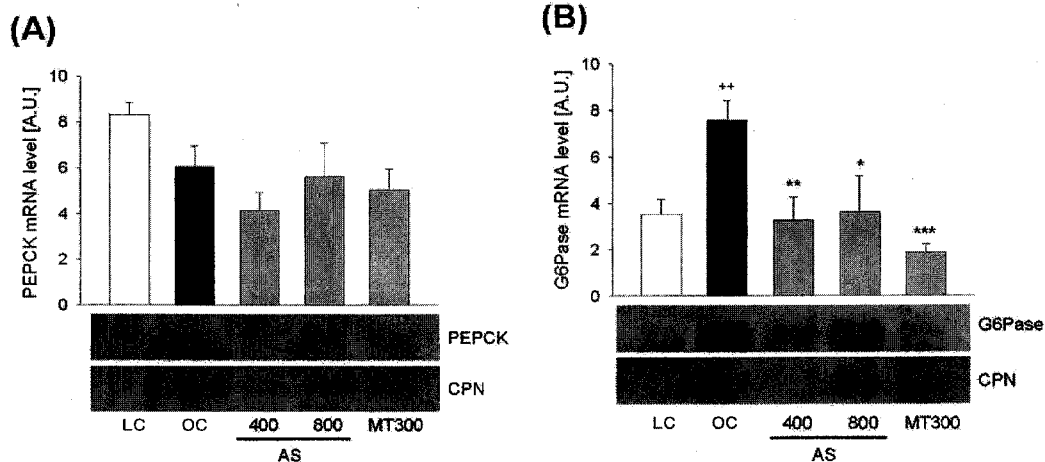 (A)
PEPCK mRNA level [A.U.]
10
8
6
4
2
0
PEPCK
CPN
LC OC 400 800 MT300
AS
(B)
G6Pase mRNA level [A.U.]
10
8
6
4
2
0
++
**
*
***
G6Pase
CPN
LC OC 400 800 MT300
AS